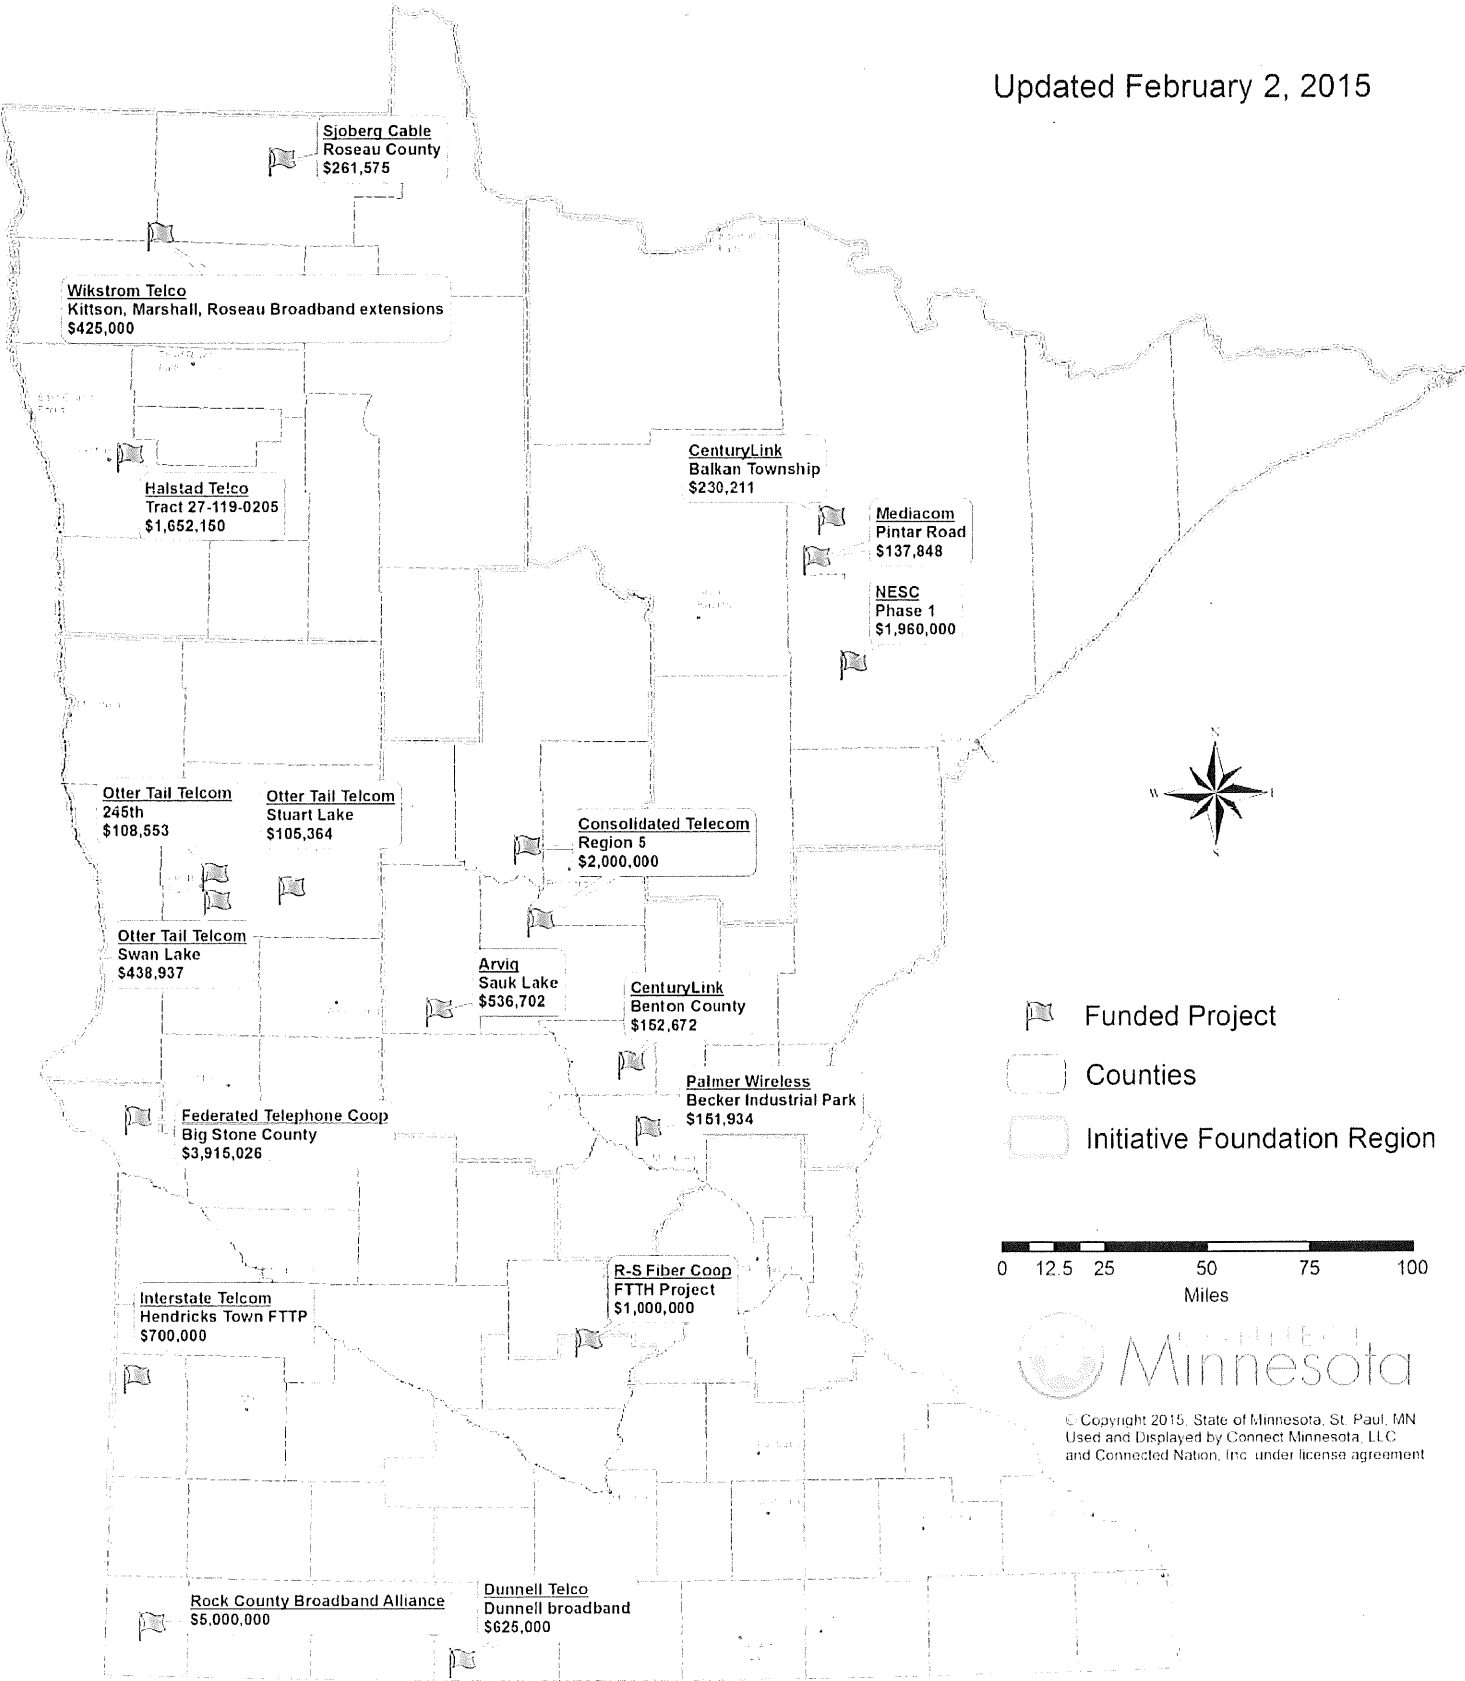 Updated February 2, 2015
Sjoberg Cable
Roseau County
$261,575
Wikstrom Telco
Kittson, Marshall, Roseau Broadband extensions
$425,000
Halstad Telco
Tract 27-119-0205
$1,652,150
CenturyLink
Balkan Township
$230,211
Mediacom
Pintar Road
$137,848
NESC
Phase 1
$1,960,000
N
W
S
Otter Tail Telcom
245th
$108,553
Otter Tail Telcom
Stuart Lake
$105,364
Consolidated Telecom
Region 5
$2,000,000
Otter Tail Telcom
Swan Lake
$438,937
Arvig
Sauk Lake
$536,702
CenturyLink
Benton County
$152,672
Palmer Wireless
Becker Industrial Park
$151,934
Federated Telephone Coop
Big Stone County
$3,915,026
Funded Project
Counties
Initiative Foundation Region
0 12.5 25 50 75 100
Miles
R-S Fiber Coop
FTTH Project
$1,000,000
Interstate Telcom
Hendricks Town FTTP
$700,000
Minnesota
© Copyright 2015, State of Minnesota, St. Paul, MN
Used and Displayed by Connect Minnesota, LLC
and Connected Nation, Inc. under license agreement
Rock County Broadband Alliance
$5,000,000
Dunnell Telco
Dunnell broadband
$625,000